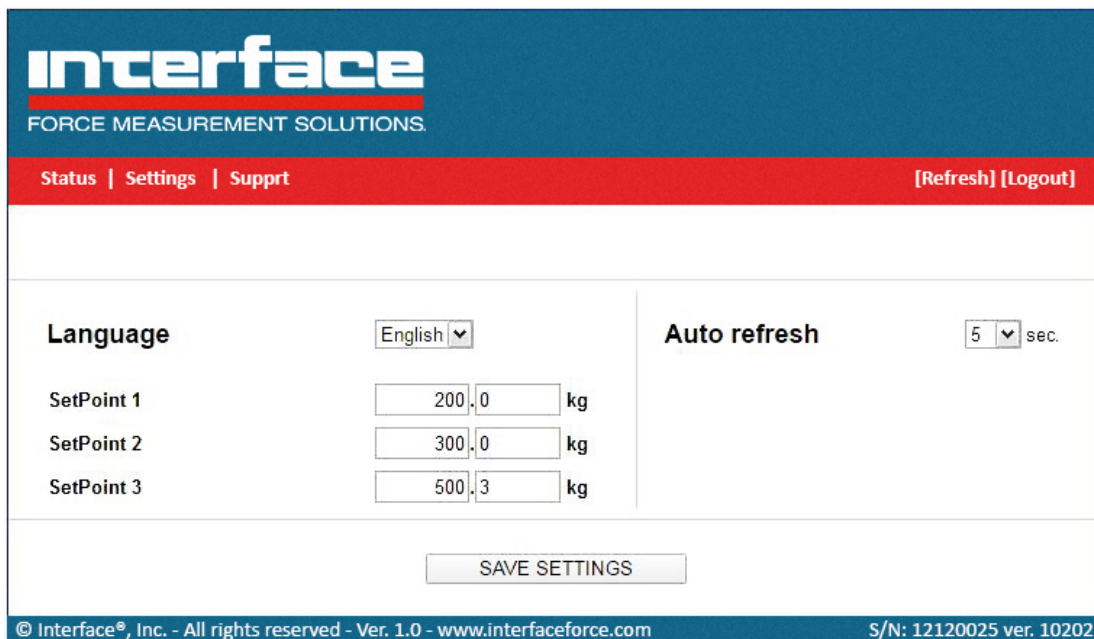 interface
FORCE MEASUREMENT SOLUTIONS.
Status | Settings | Supprt [Refresh] [Logout]
Language English Auto refresh 5 sec.
SetPoint 1 200.0 kg
SetPoint 2 300.0 kg
SetPoint 3 500.3 kg
SAVE SETTINGS
© Interface®, Inc. - All rights reserved - Ver. 1.0 - www.interfaceforce.com S/N: 12120025 ver. 10202